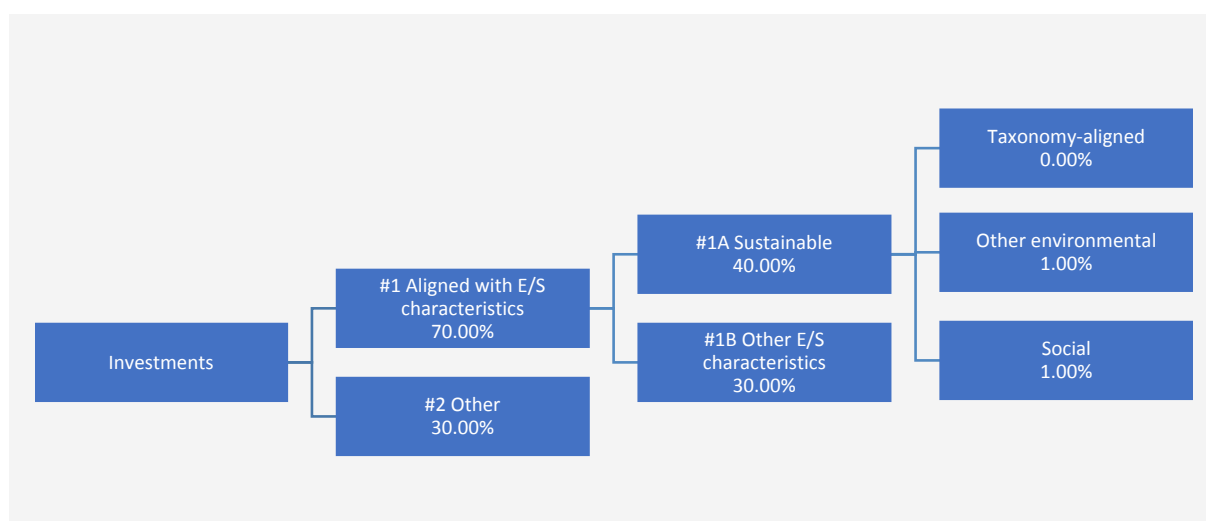 Investments
#1 Aligned with E/S
characteristics
70.00%
#2 Other
30.00%
#1A Sustainable
40.00%
#1B Other E/S
characteristics
30.00%
Taxonomy-aligned
0.00%
Other environmental
1.00%
Social
1.00%